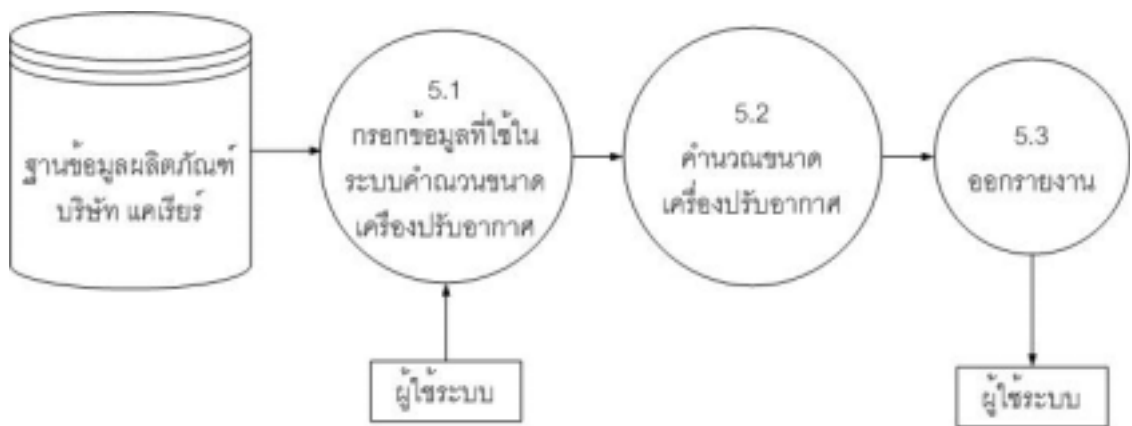 ฐานข้อมูลผลิตภัณฑ์
บริษัท แคเรียร์
5.1
กรอกข้อมูลที่ใช้ใน
ระบบคำณวนขนาด
เครื่องปรับอากาศ
ผู้ใช้ระบบ
5.2
คำนวณขนาด
เครื่องปรับอากาศ
5.3
ออกรายงาน
ผู้ใช้ระบบ